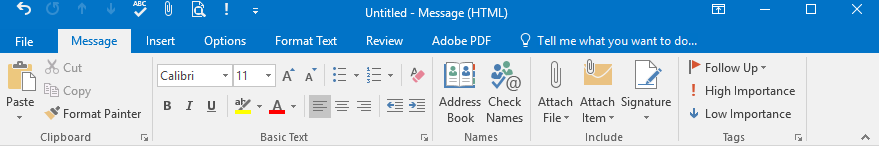 ABC
Untitled - Message (HTML)
File Message Insert Options Format Text Review Adobe PDF Tell me what you want to do...
Paste
Cut
Copy
Format Painter
Clipboard
Calibri 11 A A
B I U ab A
Basic Text
Address Book
Check Names
Names
Attach File
Attach Item
Signature
Include
Follow Up
High Importance
Low Importance
Tags